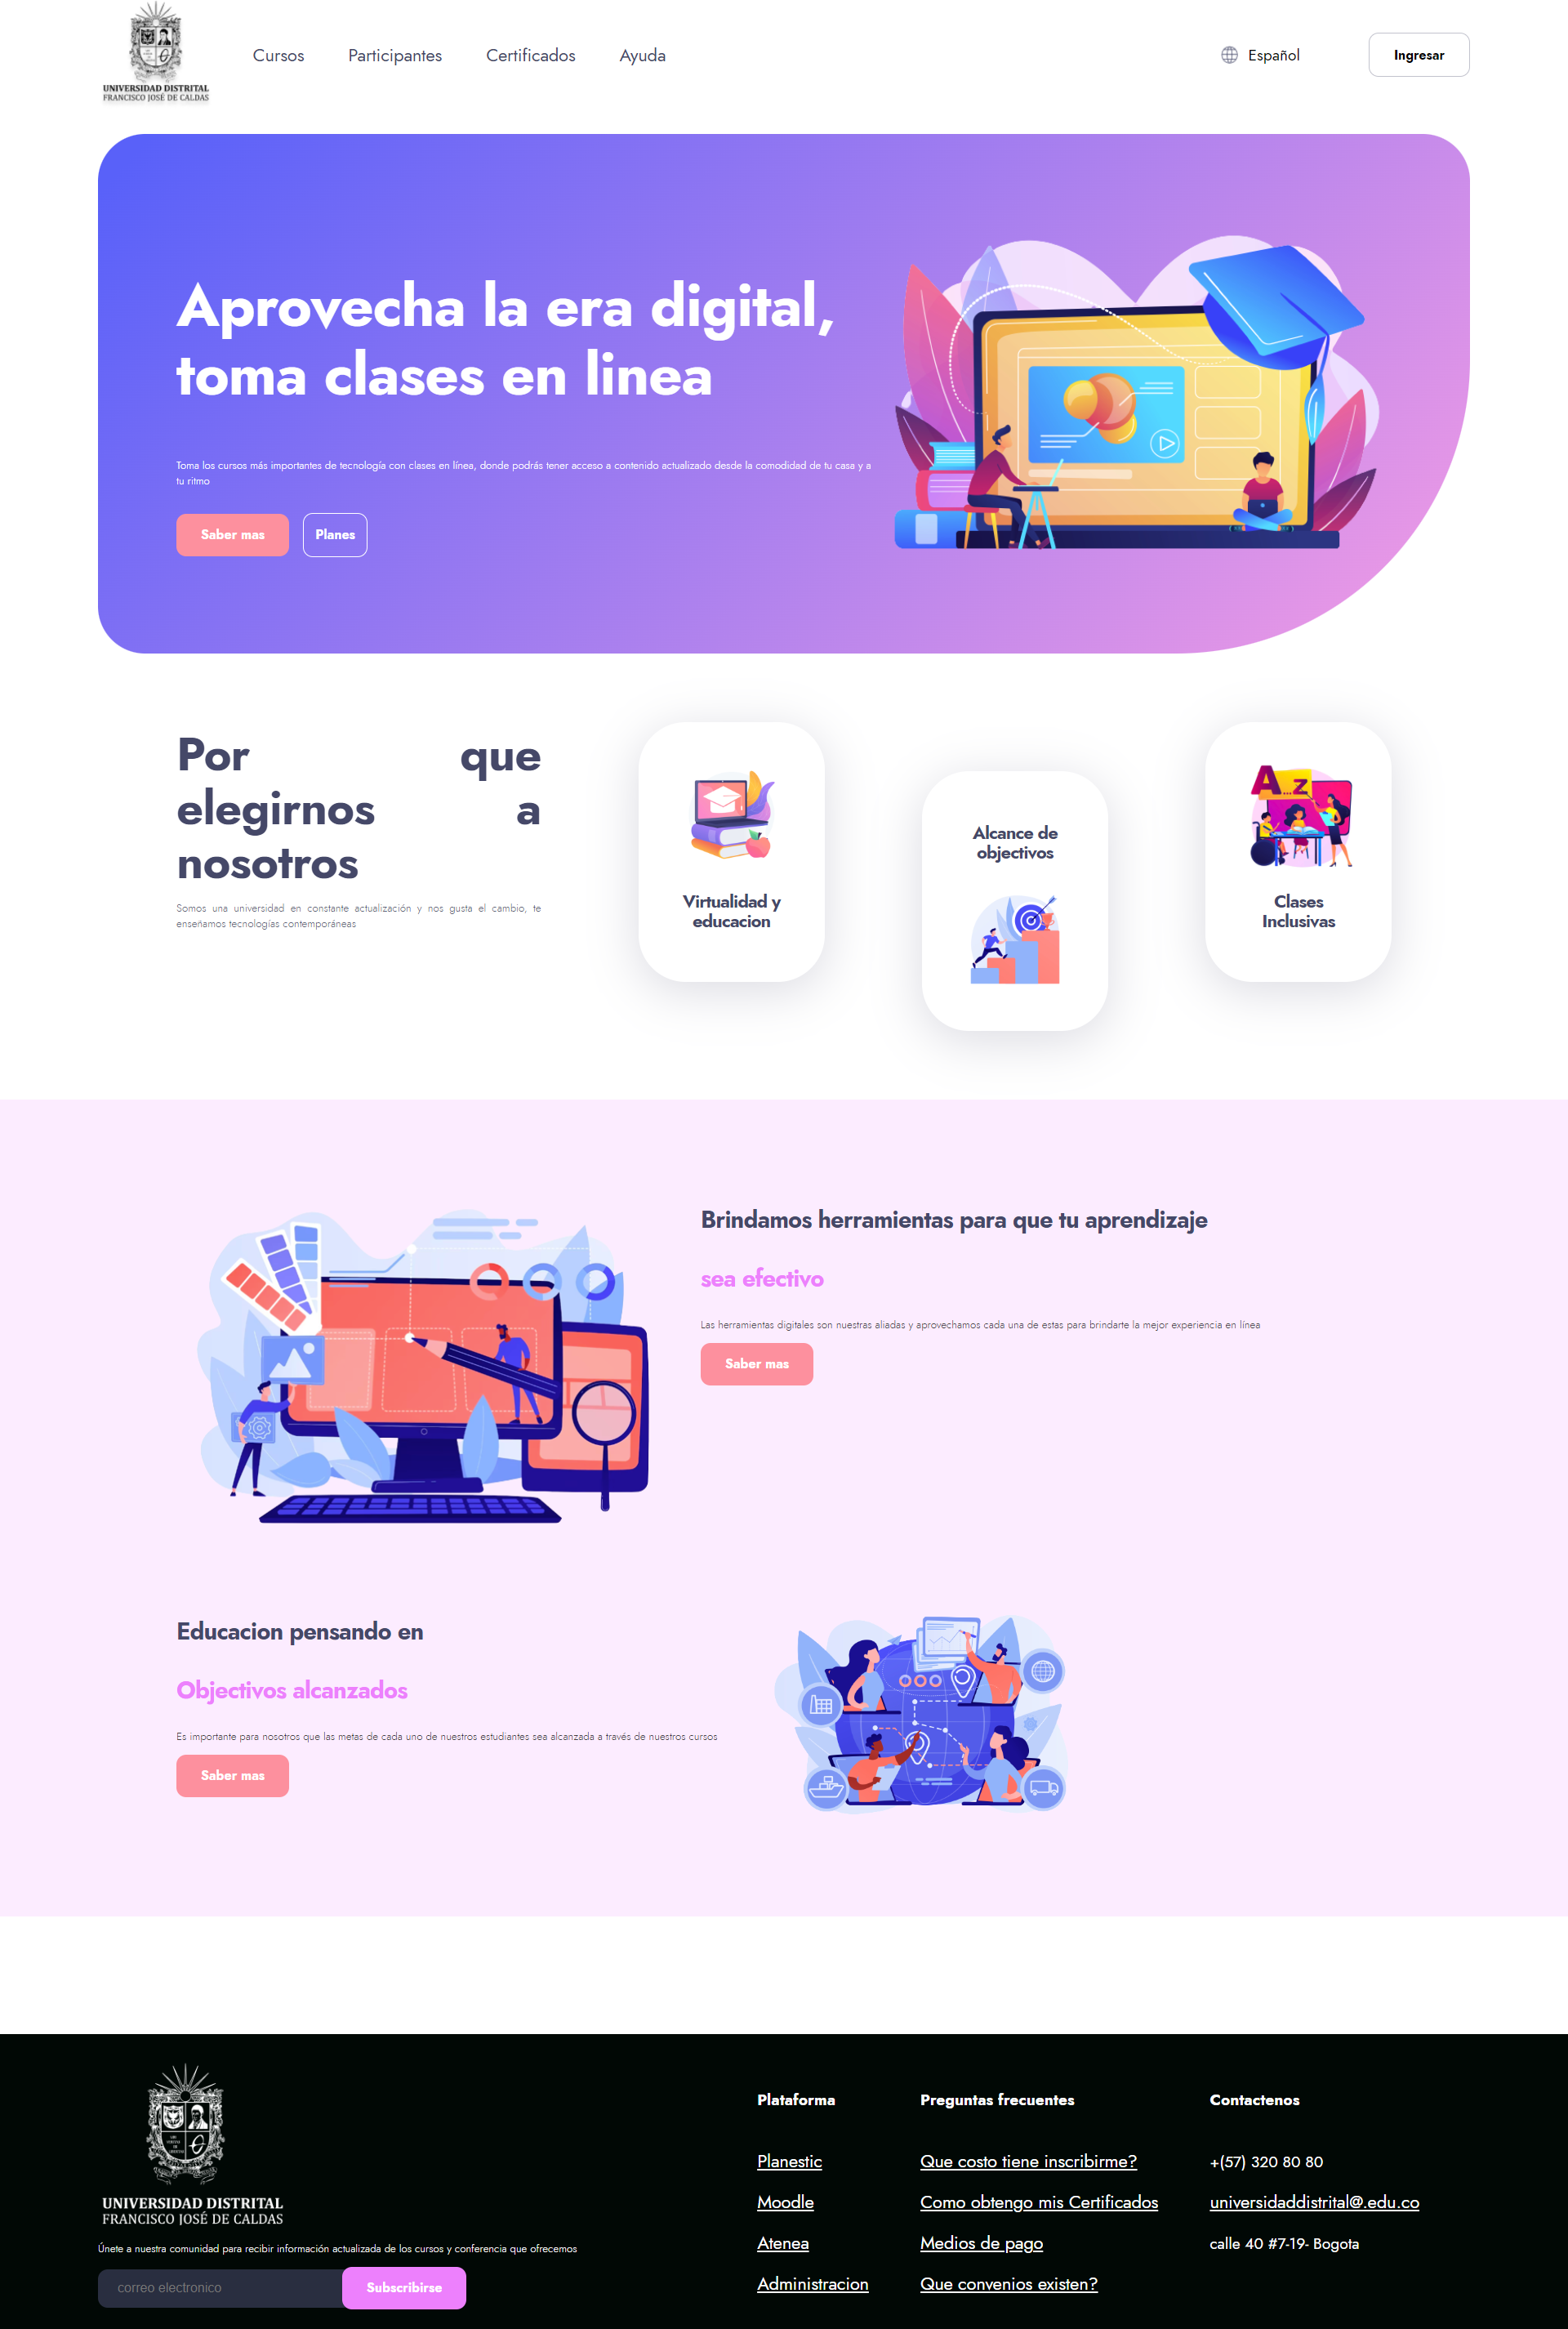 UNIVERSIDAD DISTRITAL
FRANCISCO JOSÉ DE CALDAS
Cursos
Participantes
Certificados
Ayuda
Español
Ingresar
Aprovecha la era digital,
toma clases en linea
Toma los cursos más importantes de tecnología con clases en línea, donde podrás tener acceso a contenido actualizado desde la comodidad de tu casa y a
tu ritmo
Saber mas
Planes
Por que
elegirnos a
nosotros
Somos una universidad en constante actualización y nos gusta el cambio, te
enseñamos tecnologías contemporáneas
Virtualidad y
educacion
Alcance de
objectivos
A...Z
Clases
Inclusivas
Brindamos herramientas para que tu aprendizaje
sea efectivo
Las herramientas digitales son nuestras aliadas y aprovechamos cada una de estas para brindarte la mejor experiencia en línea
Saber mas
Educacion pensando en
Objectivos alcanzados
Es importante para nosotros que las metas de cada uno de nuestros estudiantes sea alcanzada a través de nuestros cursos
Saber mas
UNIVERSIDAD DISTRITAL
FRANCISCO JOSÉ DE CALDAS
Únete a nuestra comunidad para recibir información actualizada de los cursos y conferencia que ofrecemos
correo electronico
Subscribirse
Plataforma
Planestic
Moodle
Atenea
Administracion
Preguntas frecuentes
Que costo tiene inscribirme?
Como obtengo mis Certificados
Medios de pago
Que convenios existen?
Contactenos
+(57) 320 80 80
universidaddistrital@.edu.co
calle 40 #7-19- Bogota